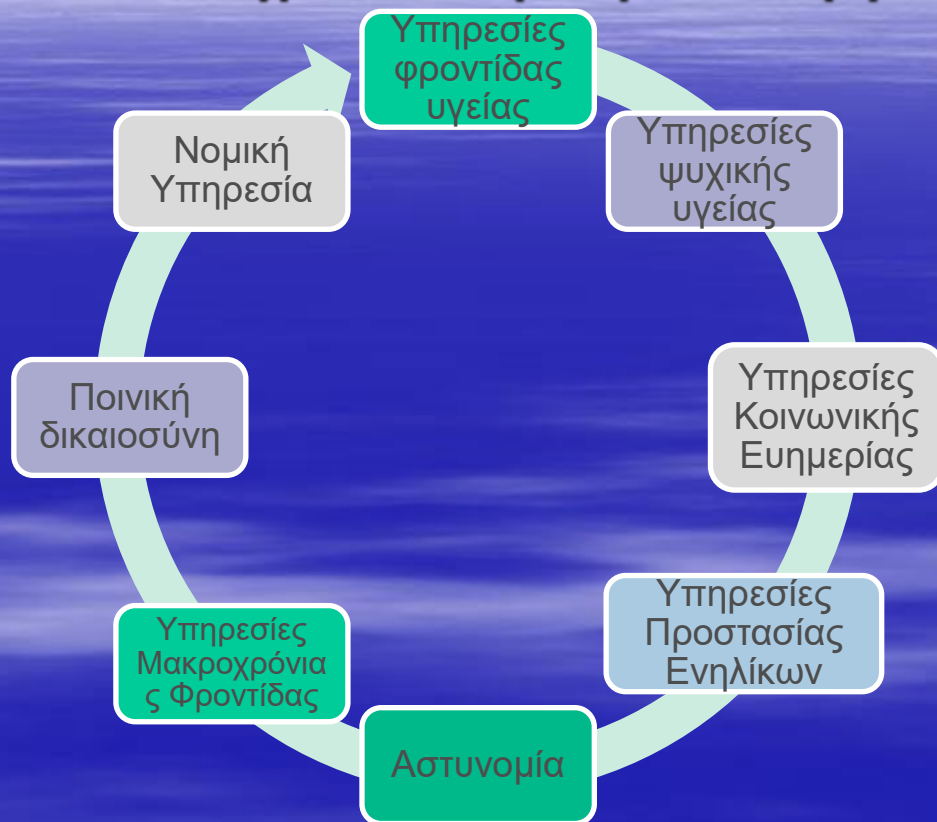 Υπηρεσίες
φροντίδας
υγείας
Υπηρεσίες
ψυχικής
υγείας
Υπηρεσίες
Κοινωνικής
Ευημερίας
Υπηρεσίες
Προστασίας
Ενηλίκων
Αστυνομία
Υπηρεσίες
Μακροχρόνια
ς Φροντίδας
Ποινική
δικαιοσύνη
Νομική
Υπηρεσία